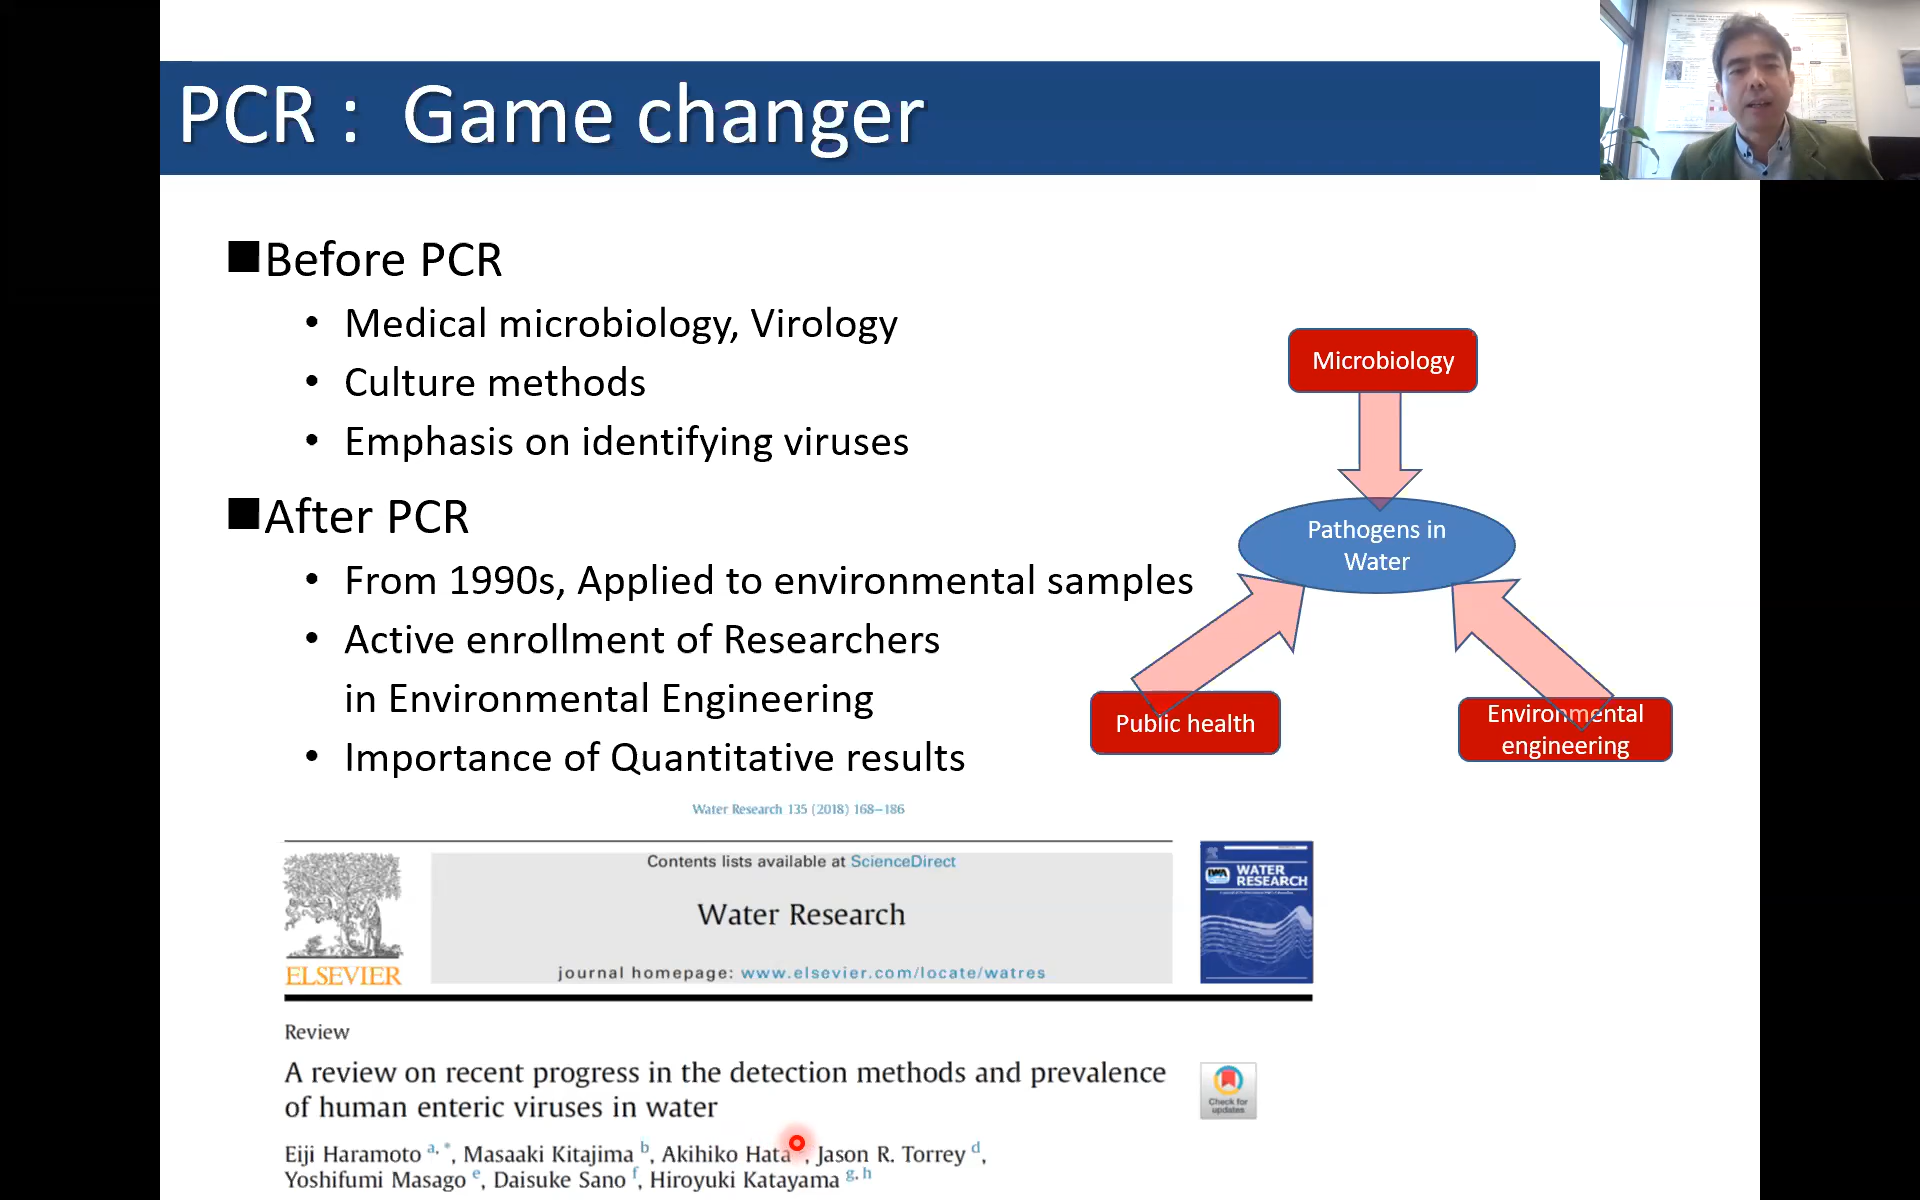 PCR : Game changer
■Before PCR
• Medical microbiology, Virology
• Culture methods
• Emphasis on identifying viruses
■After PCR
• From 1990s, Applied to environmental samples
• Active enrollment of Researchers
in Environmental Engineering
• Importance of Quantitative results
Microbiology
Pathogens in
Water
Public health
Environmental
engineering
Water Research 135 (2018) 168–186
Contents lists available at ScienceDirect
Water Research
journal homepage: www.elsevier.com/locate/watres
ELSEVIER
IWA
WATER
RESEARCH
Review
A review on recent progress in the detection methods and prevalence
of human enteric viruses in water
Check for
updates
Eiji Haramoto a, *, Masaaki Kitajima b, Akihiko Hata , Jason R. Torrey d,
Yoshifumi Masago e, Daisuke Sano f, Hiroyuki Katayama g, h